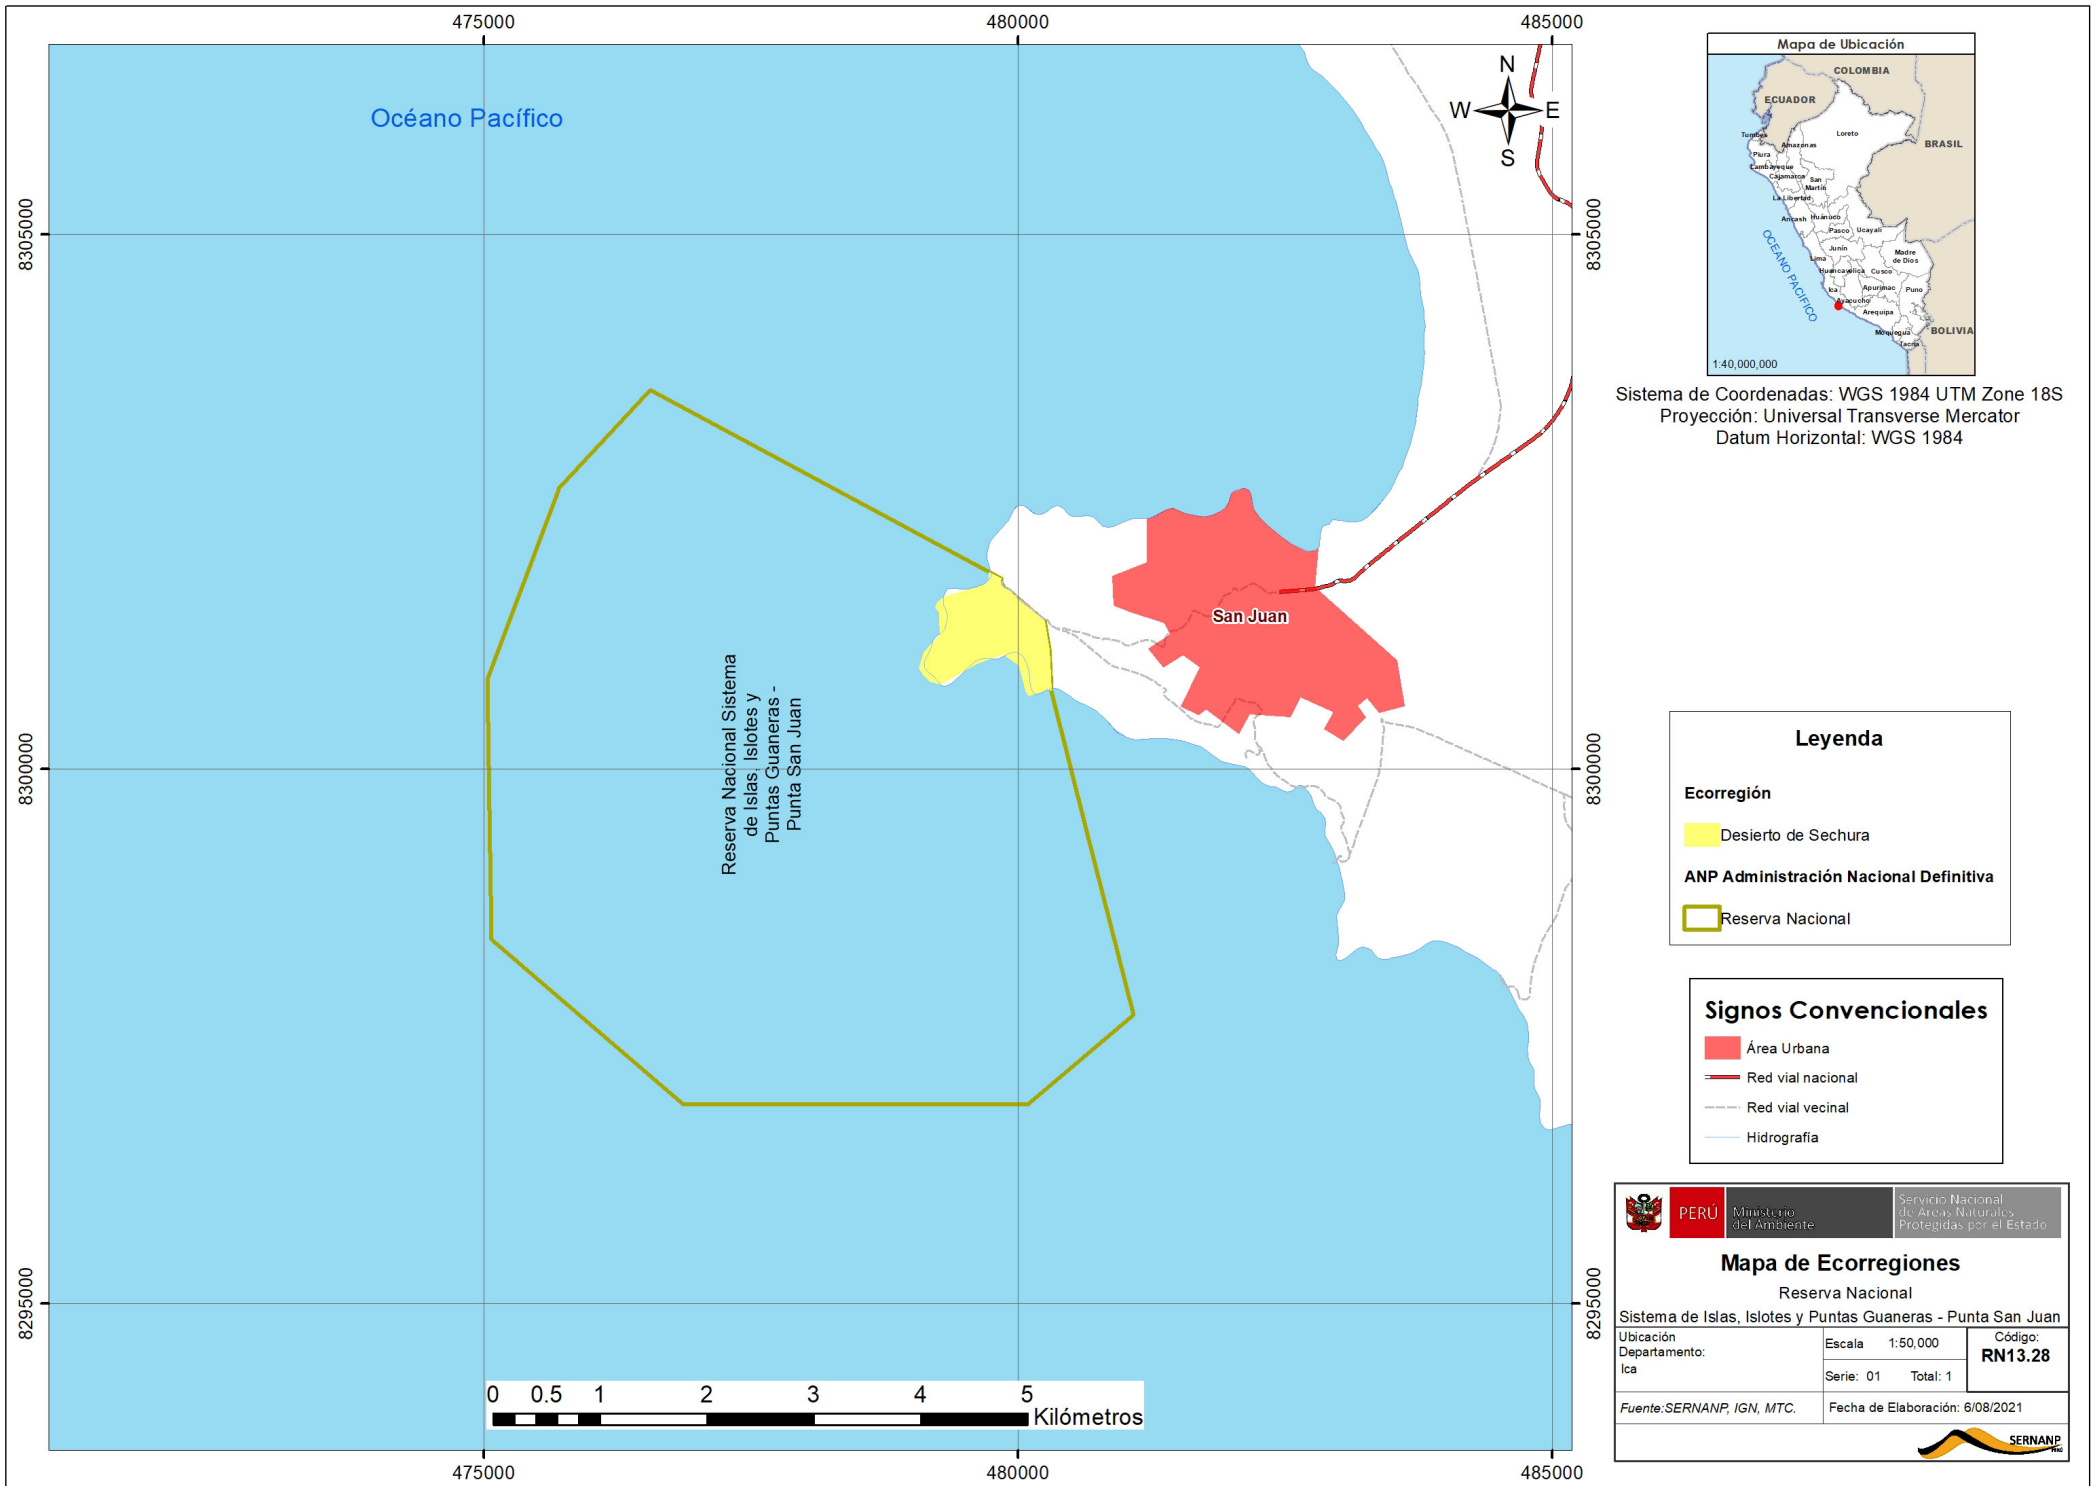 475000
480000
485000
Océano Pacífico
N
W
E
S
8305000
8305000
San Juan
Reserva Nacional Sistema
de Islas, Islotes y
Puntas Guaneras -
Punta San Juan
8300000
8300000
8295000
8295000
0 0.5 1 2 3 4 5
Kilómetros
475000
480000
485000
Mapa de Ubicación
COLOMBIA
ECUADOR
Tumbes
Loreto
Amazonas
BRASIL
Piura
Lambayeque
Cajamarca
San
Martín
La Libertad
Ancash
Huánuco
Pasco
Ucayali
Junín
Madre
de Dios
Lima
Huancavelica
Cusco
OCEANO PACIFICO
Ica
Apurimac
Puno
Ayacucho
Arequipa
Moquegua
BOLIVIA
Tacna
1:40,000,000
Sistema de Coordenadas: WGS 1984 UTM Zone 18S
Proyección: Universal Transverse Mercator
Datum Horizontal: WGS 1984
Leyenda
Ecorregión
Desierto de Sechura
ANP Administración Nacional Definitiva
Reserva Nacional
Signos Convencionales
Área Urbana
Red vial nacional
Red vial vecinal
Hidrografía
PERÚ
Ministerio
del Ambiente
Servicio Nacional
de Áreas Naturales
Protegidas por el Estado
Mapa de Ecorregiones
Reserva Nacional
Sistema de Islas, Islotes y Puntas Guaneras - Punta San Juan
Ubicación
Departamento:
Ica
Escala 1:50,000
Serie: 01 Total: 1
Código:
RN13.28
Fuente:SERNANP, IGN, MTC.
Fecha de Elaboración: 6/08/2021
SERNANP
PERÚ